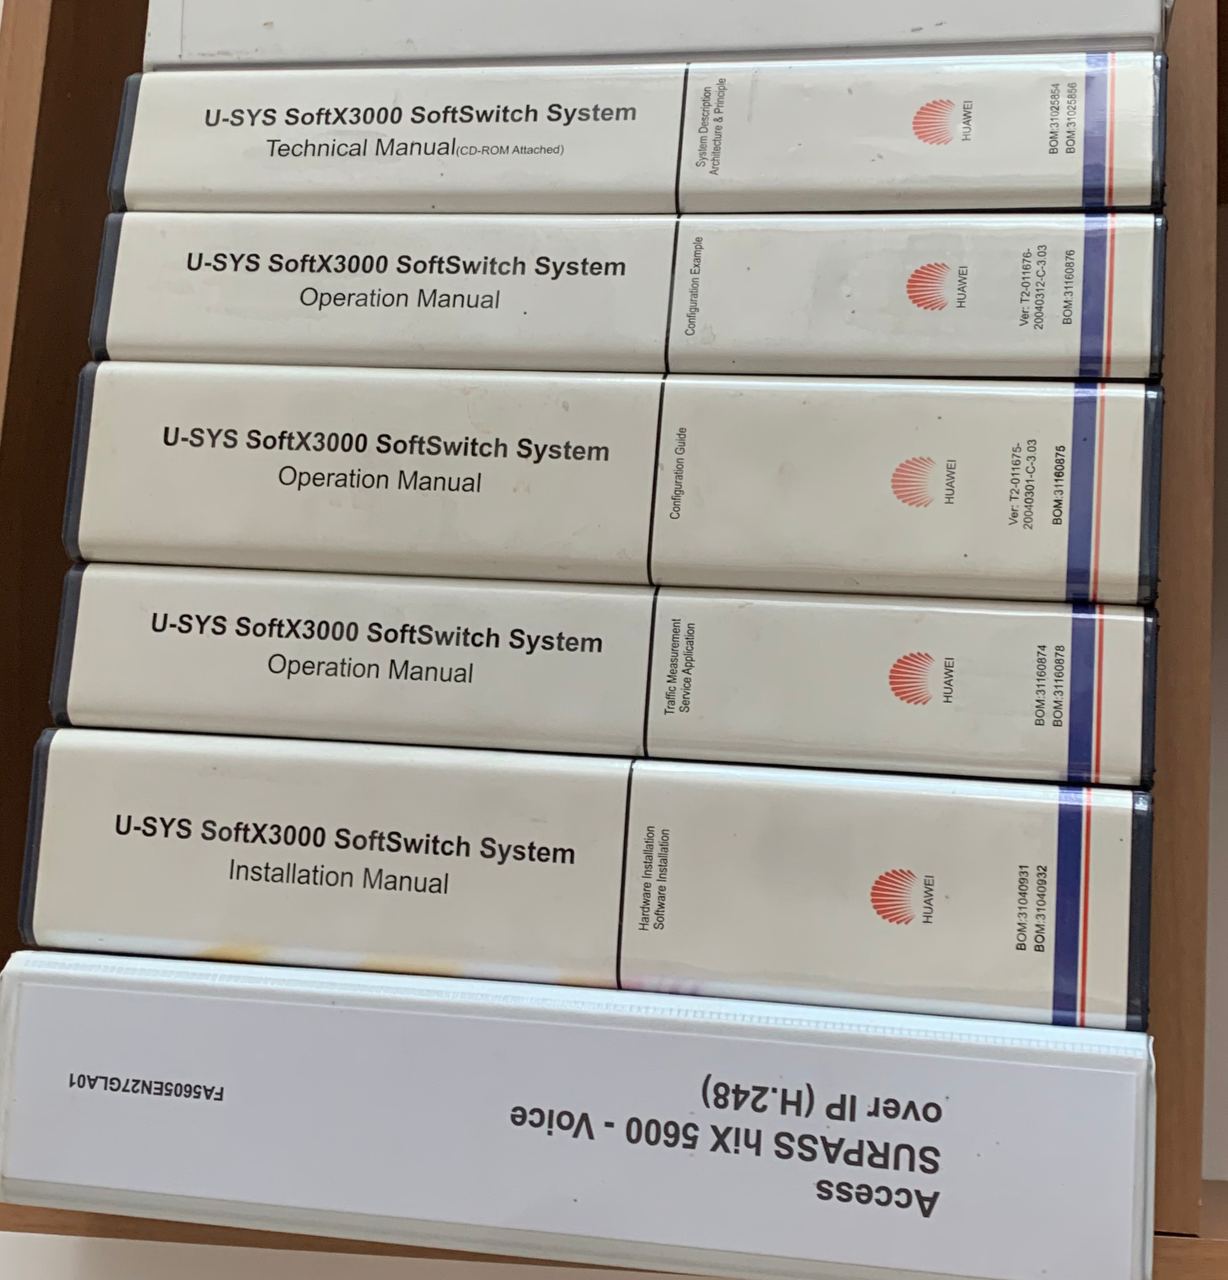 U-SYS SoftX3000 SoftSwitch System
Technical Manual(CD-ROM Attached)
System Description
Architecture & Principle
HUAWEI
BOM:31025854
BOM:31025856
U-SYS SoftX3000 SoftSwitch System
Operation Manual
Configuration Example
HUAWEI
Ver: T2-011676-
20040312-C-3.03
BOM:31160876
U-SYS SoftX3000 SoftSwitch System
Operation Manual
Configuration Guide
HUAWEI
Ver: T2-011675-
20040301-C-3.03
BOM:31160875
U-SYS SoftX3000 SoftSwitch System
Operation Manual
Traffic Measurement
Service Application
HUAWEI
BOM:31160874
BOM:31160878
U-SYS SoftX3000 SoftSwitch System
Installation Manual
Hardware Installation
Software Installation
HUAWEI
BOM:31040931
BOM:31040932
Access
SURPASS hiX 5600 - Voice
over IP (H.248)
FA5605EN27GLA01